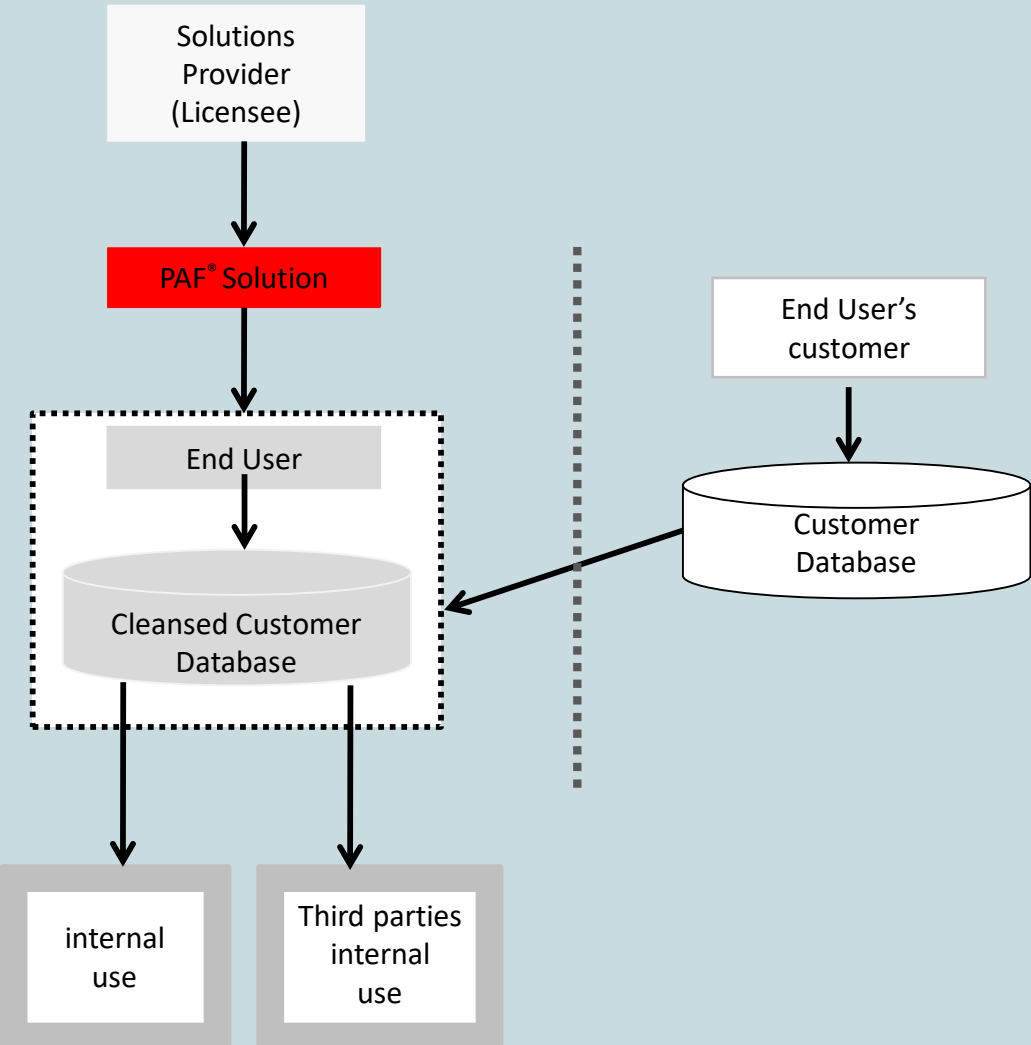 Solutions
Provider
(Licensee)
PAF® Solution
End User's
customer
End User
Customer
Database
Cleansed Customer
Database
internal
use
Third parties
internal
use